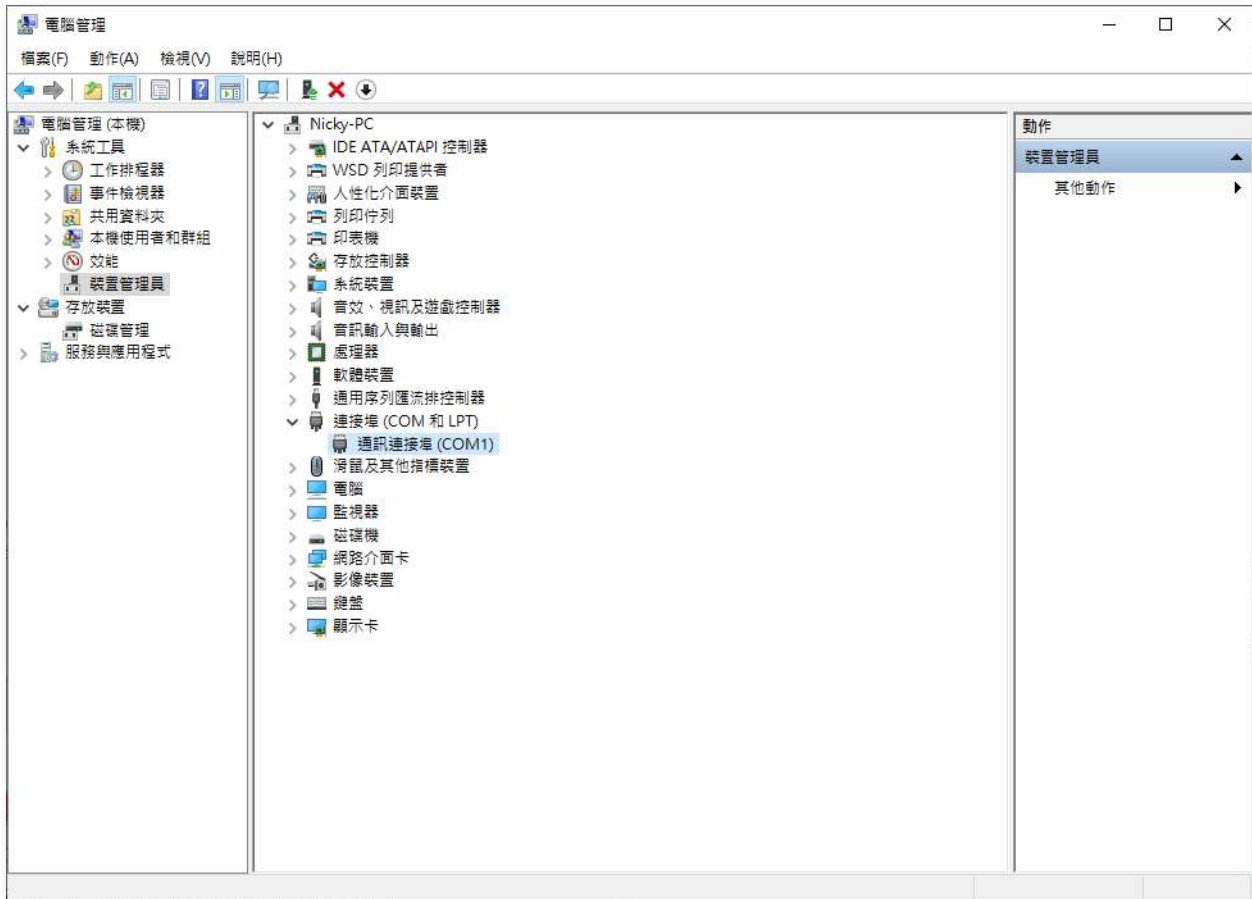 電腦管理
檔案(F) 動作(A) 檢視(V) 說明(H)
電腦管理 (本機)
系統工具
工作排程器
事件檢視器
共用資料夾
本機使用者和群組
效能
裝置管理員
存放裝置
磁碟管理
服務與應用程式
Nicky-PC
IDE ATA/ATAPI 控制器
WSD 列印提供者
人性化介面裝置
列印佇列
印表機
存放控制器
系統裝置
音效、視訊及遊戲控制器
音訊輸入與輸出
處理器
軟體裝置
通用序列匯流排控制器
連接埠 (COM 和 LPT)
通訊連接埠 (COM1)
滑鼠及其他指標裝置
電腦
監視器
磁碟機
網路介面卡
影像裝置
鍵盤
顯示卡
動作
裝置管理員
其他動作